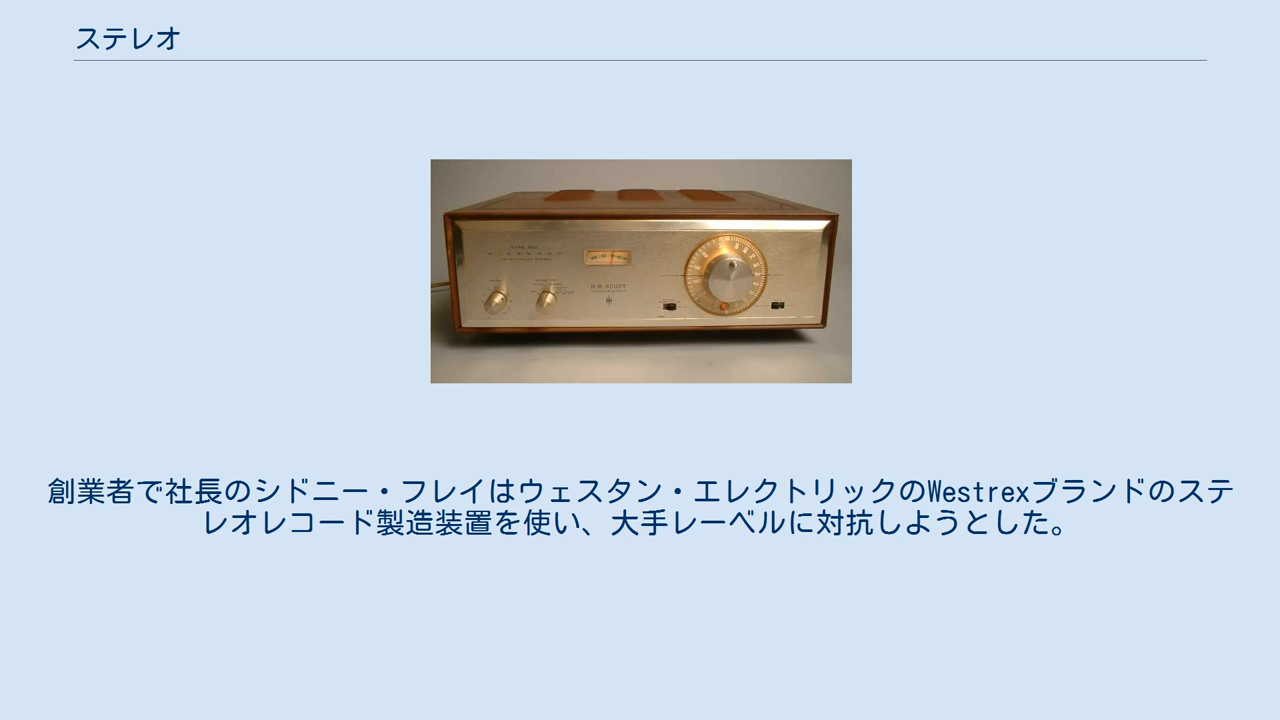 ステレオ
H.H. SCOTT
創業者で社長のシドニー・フレイはウェスタン・エレクトリックのWestrexブランドのステ
レオレコード製造装置を使い、大手レーベルに対抗しようとした。